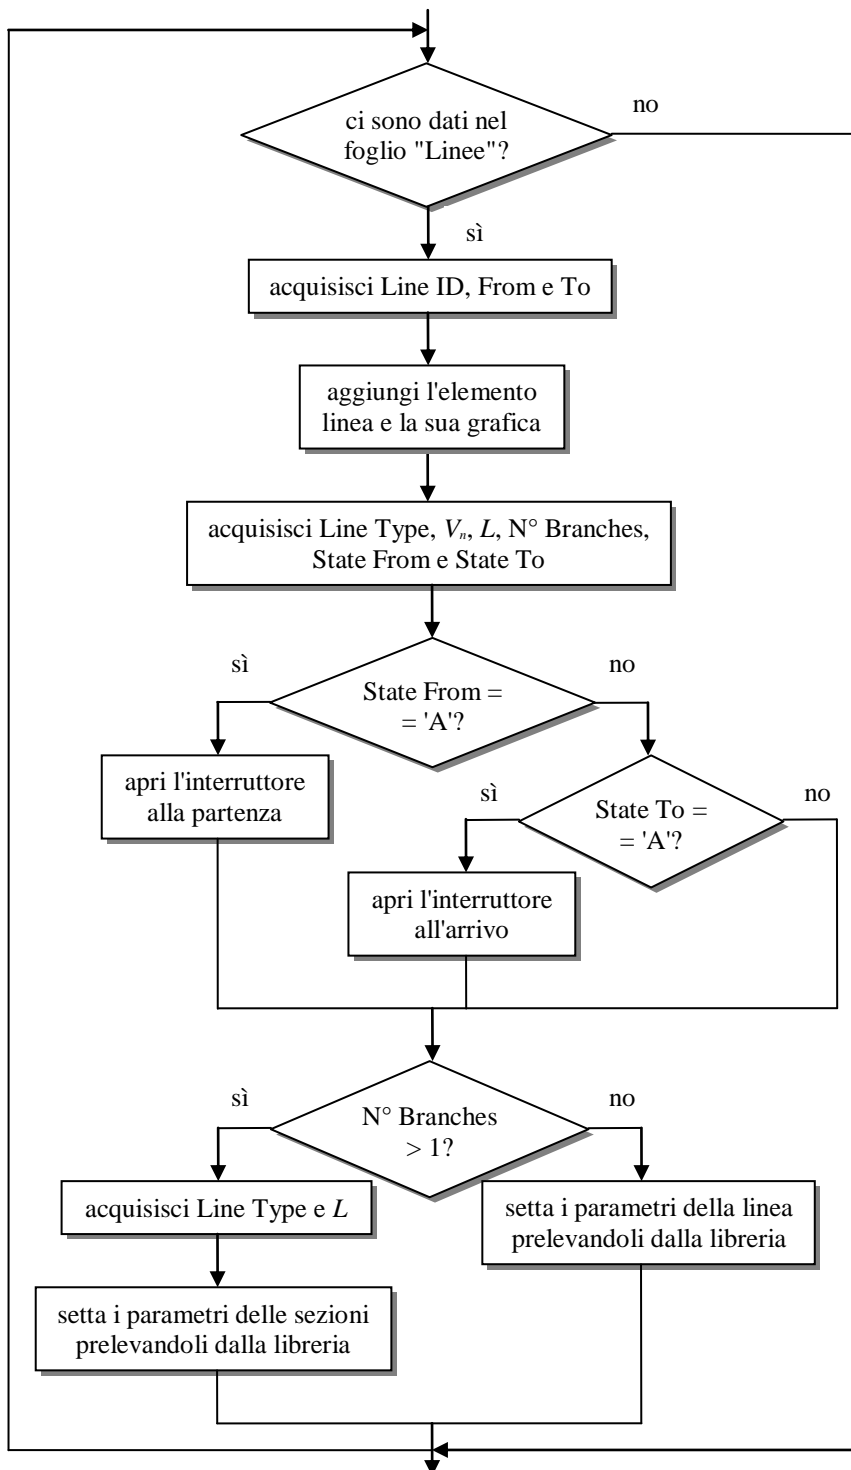 ci sono dati nel
foglio "Linee"?
no
sì
acquisisci Line ID, From e To
aggiungi l'elemento
linea e la sua grafica
acquisisci Line Type, Vn, L, N° Branches,
State From e State To
sì
no
State From =
= 'A'?
apri l'interruttore
alla partenza
sì
no
State To =
= 'A'?
apri l'interruttore
all'arrivo
sì
no
N° Branches
> 1?
acquisisci Line Type e L
setta i parametri della linea
prelevandoli dalla libreria
setta i parametri delle sezioni
prelevandoli dalla libreria